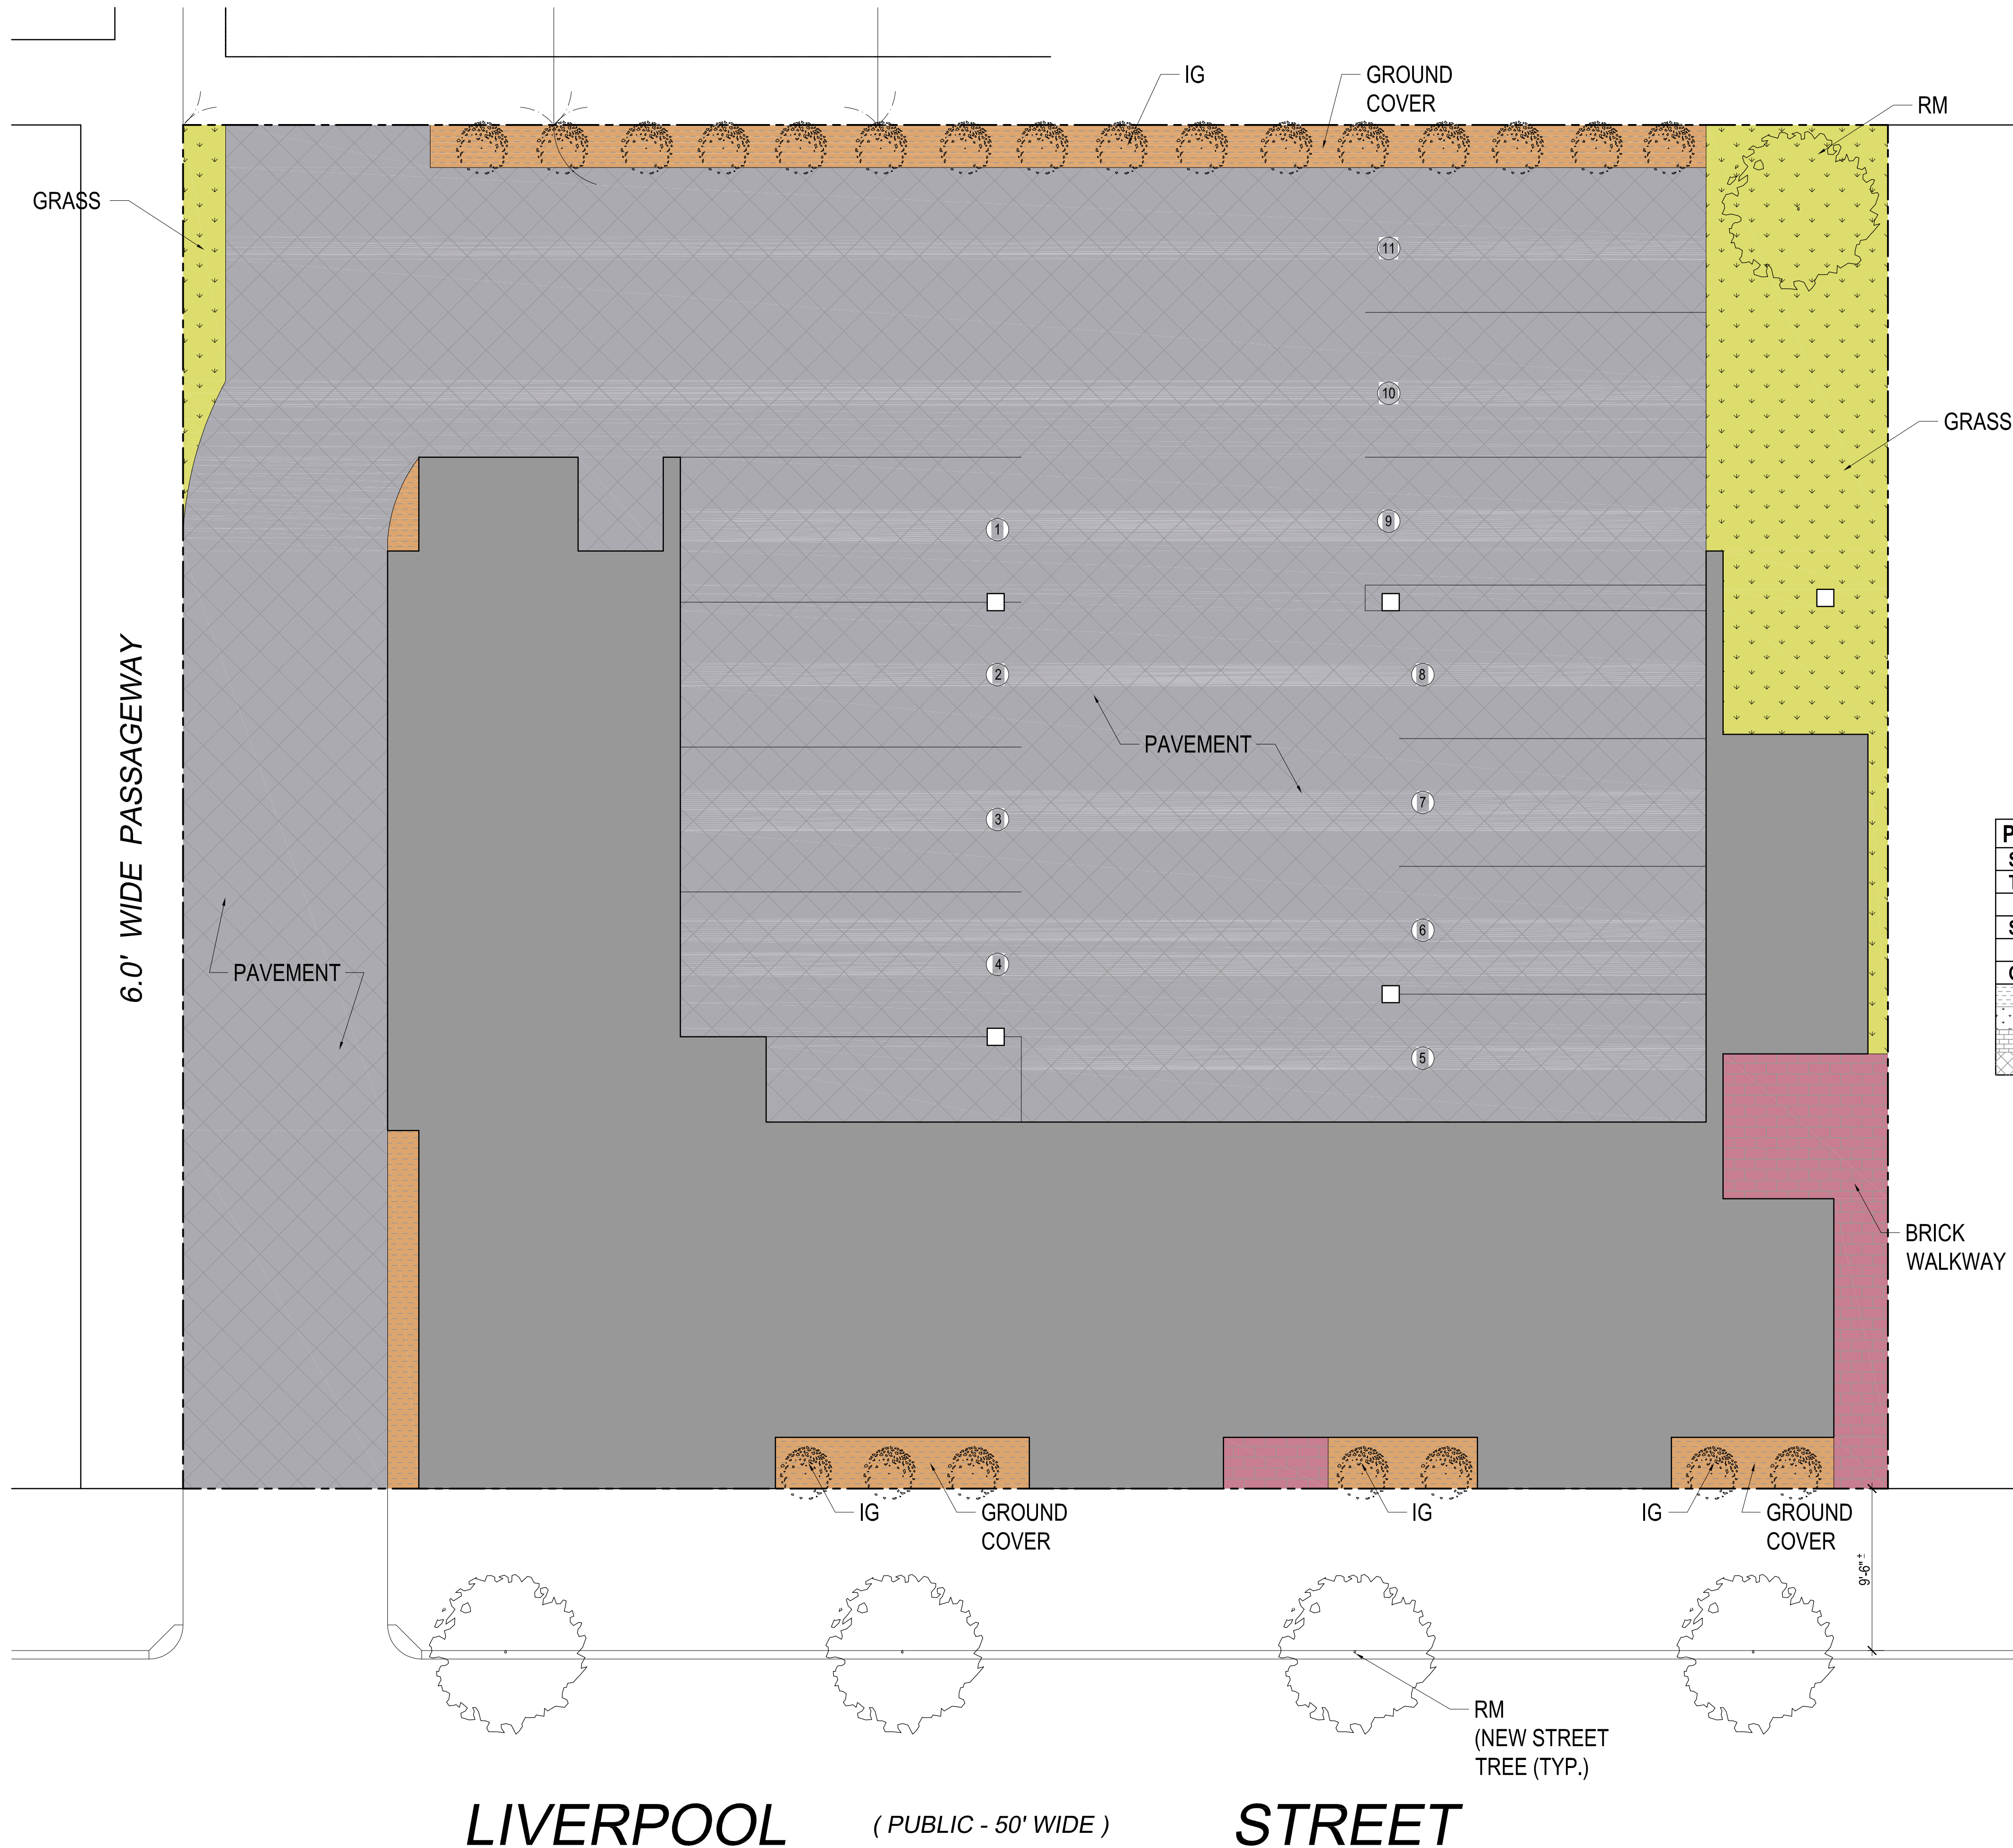 IG
GROUND
COVER
RM
GRASS
11
10
GRASS
1
9
2
8
6.0' WIDE PASSAGEWAY
PAVEMENT
7
3
6
4
PAVEMENT
5
BRICK
WALKWAY
IG
GROUND
COVER
IG
IG
GROUND
COVER
9'-6" ±
RM
(NEW STREET
TREE (TYP.)
LIVERPOOL ( PUBLIC - 50' WIDE ) STREET